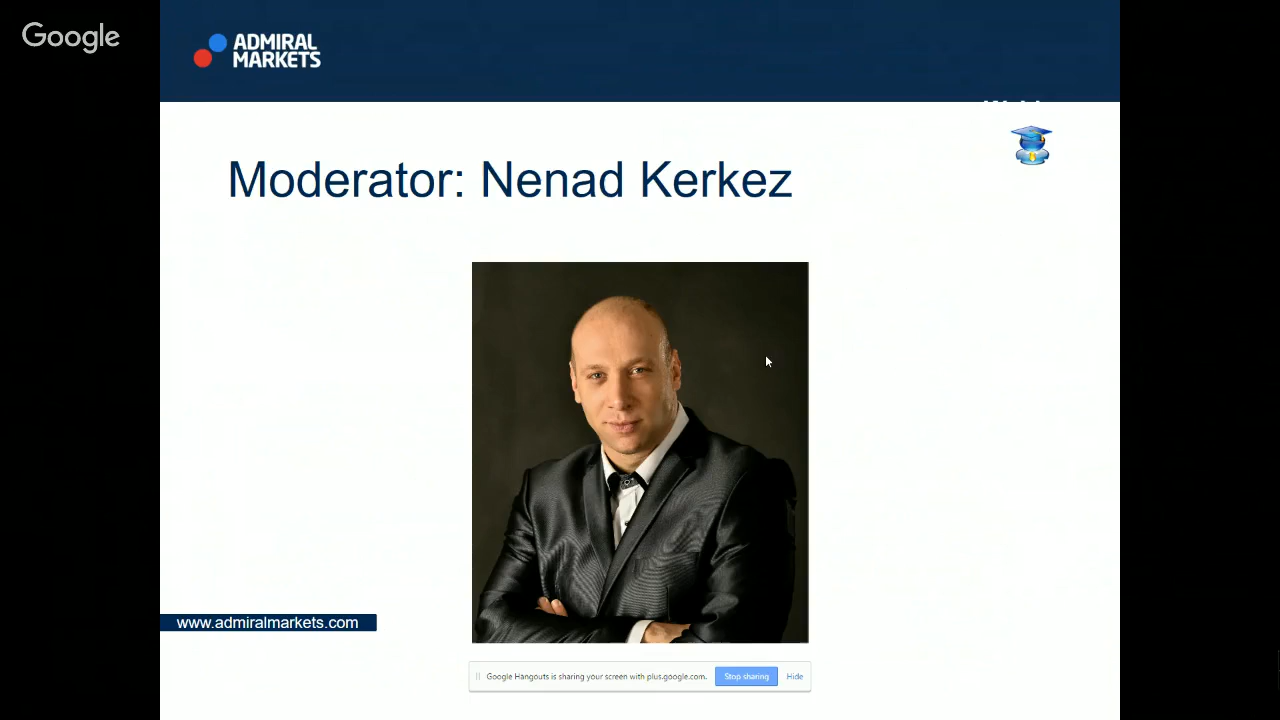 Google
ADMIRAL
MARKETS
Moderator: Nenad Kerkez
www.admiralmarkets.com
Google Hangouts is sharing your screen with plus.google.com.
Stop sharing
Hide